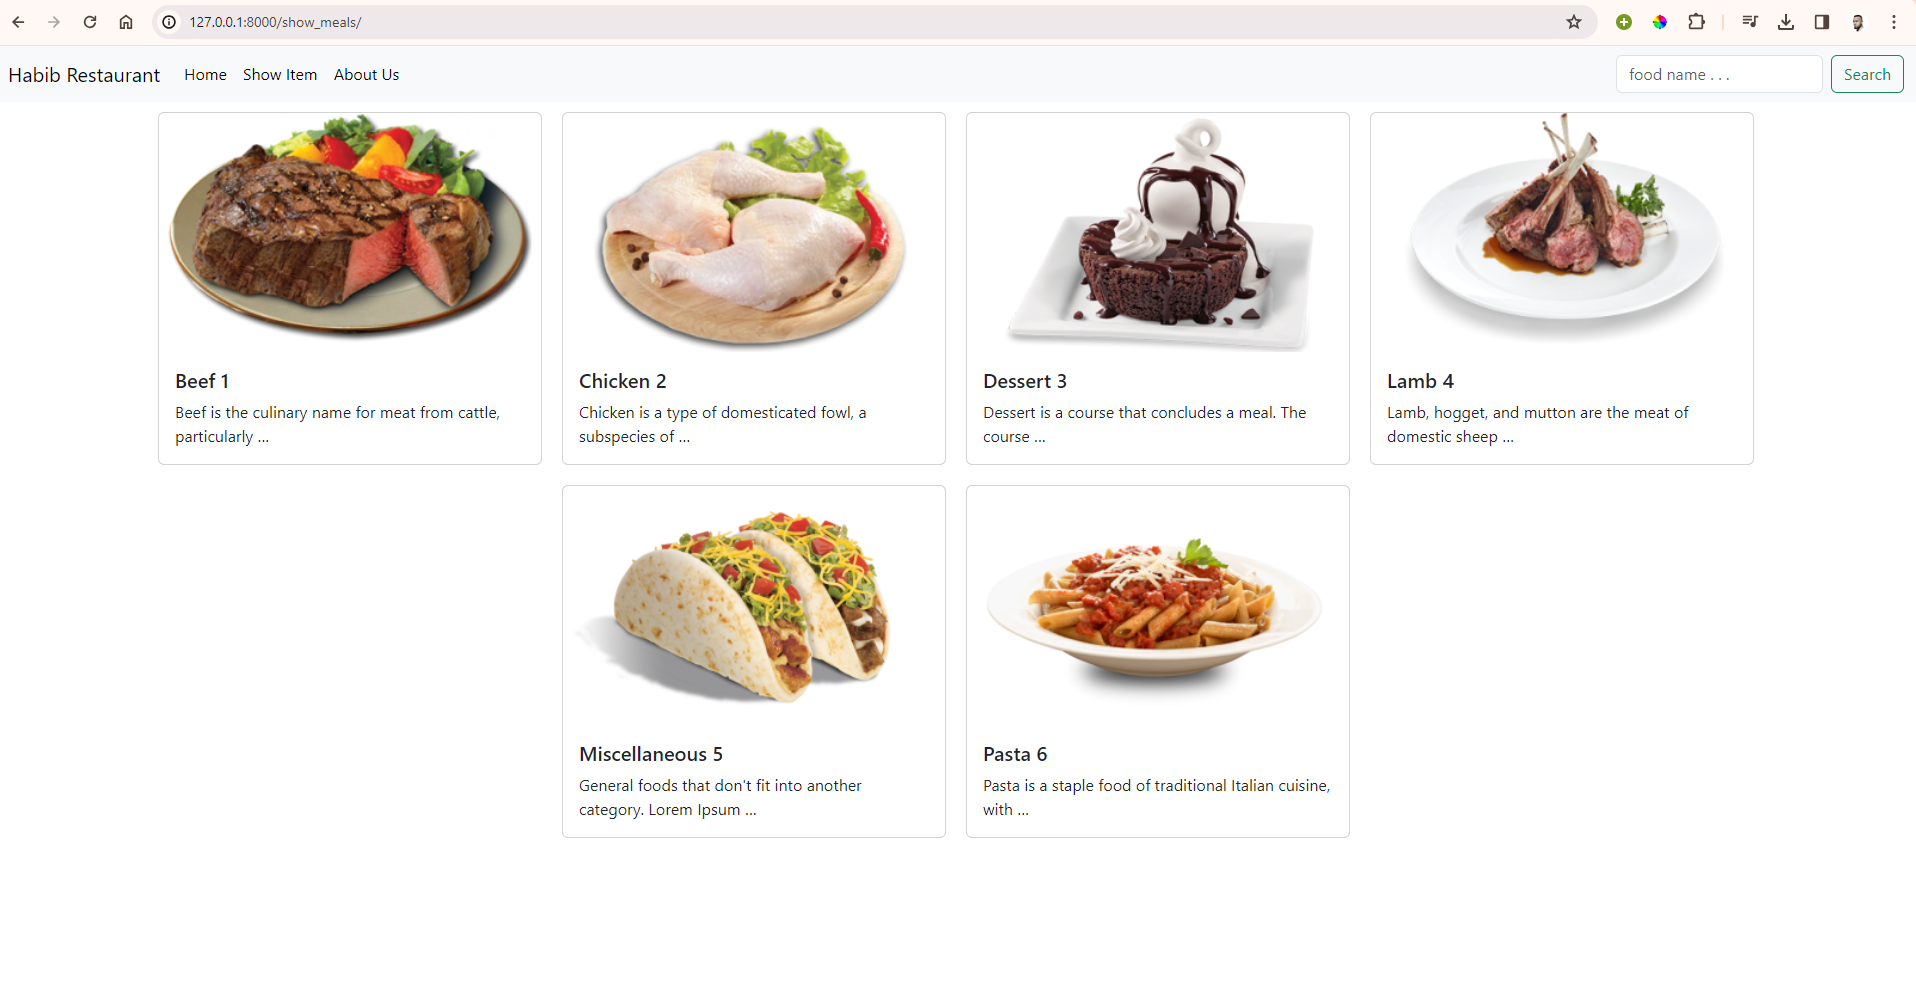 127.0.0.1:8000/show_meals/
Habib Restaurant Home Show Item About Us food name . . . Search
Beef 1
Beef is the culinary name for meat from cattle,
particularly ...
Chicken 2
Chicken is a type of domesticated fowl, a
subspecies of ...
Dessert 3
Dessert is a course that concludes a meal. The
course ...
Lamb 4
Lamb, hogget, and mutton are the meat of
domestic sheep ...
Miscellaneous 5
General foods that don't fit into another
category. Lorem Ipsum ...
Pasta 6
Pasta is a staple food of traditional Italian cuisine,
with ...